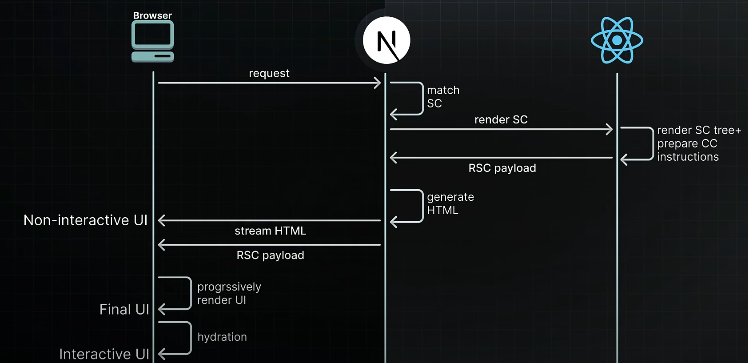 Browser
N
request
match
SC
render SC
render SC tree+
prepare CC
instructions
RSC payload
generate
HTML
Non-interactive UI
stream HTML
RSC payload
progrssively
render UI
Final UI
hydration
Interactive UI